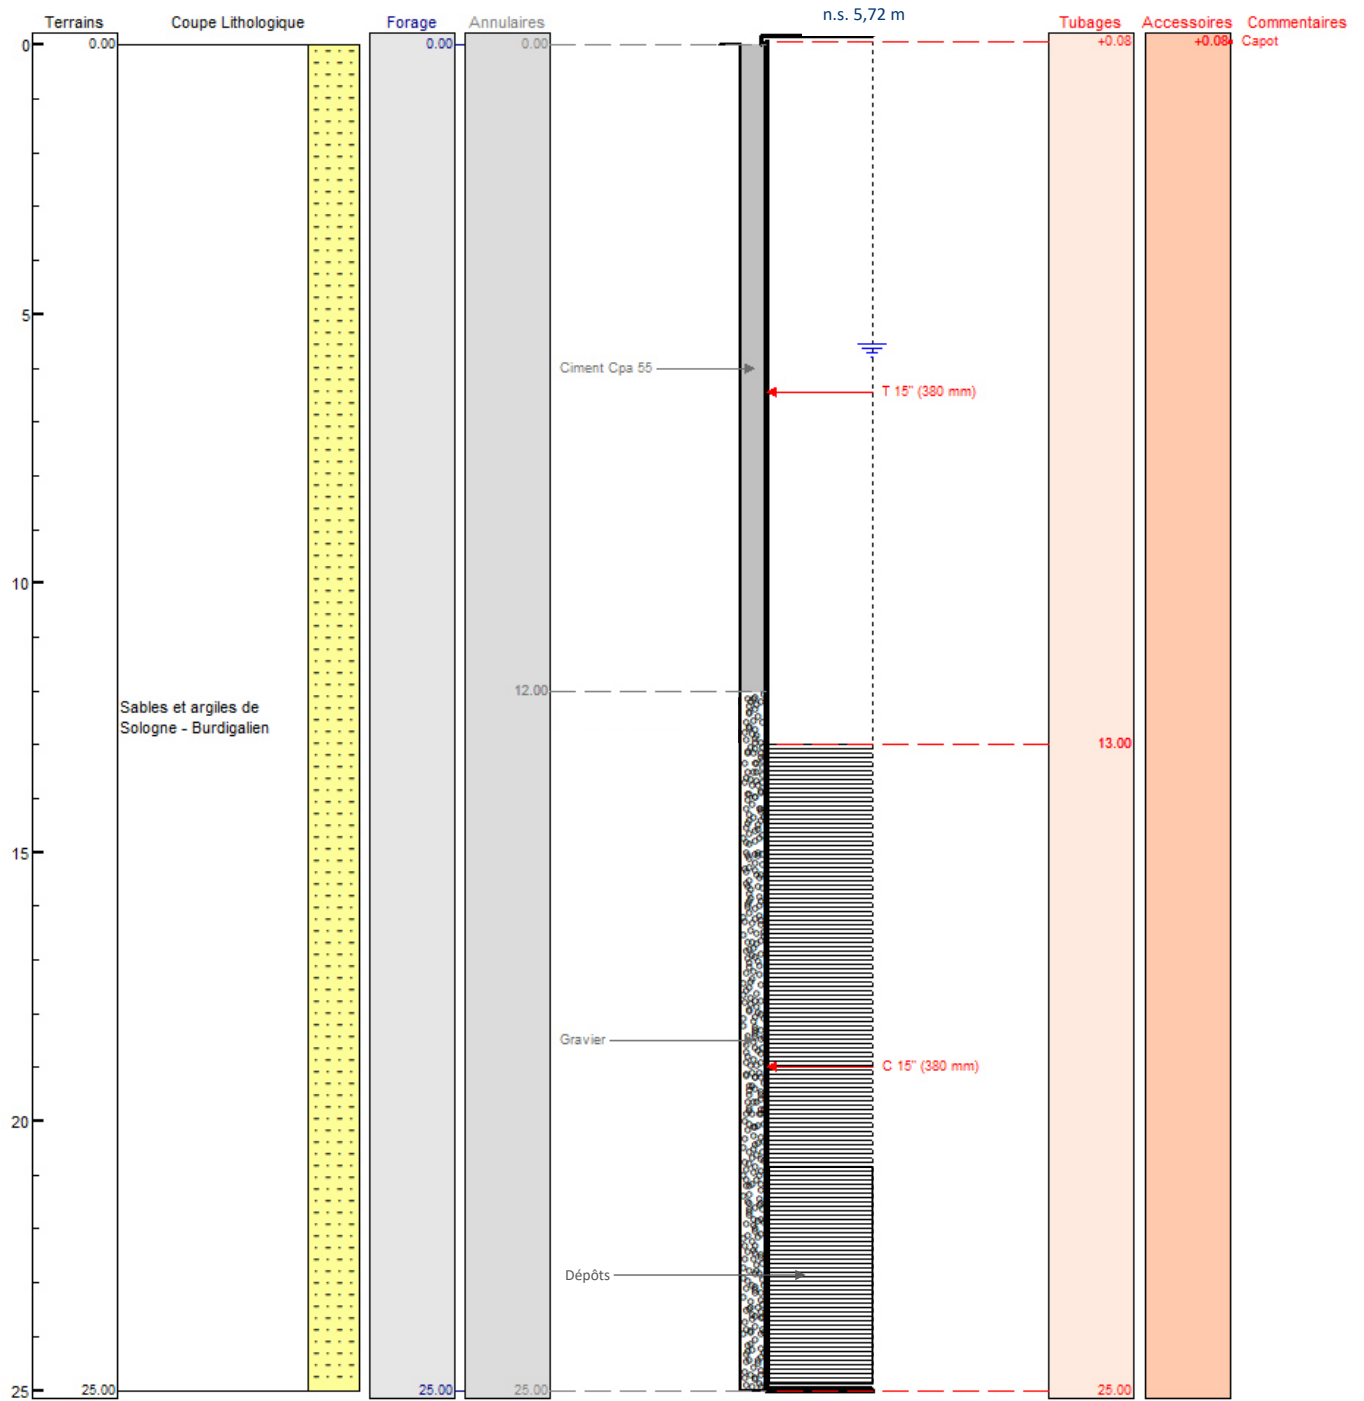 n.s. 5,72 m
Terrains Coupe Lithologique Forage Annulaires Tubages Accessoires Commentaires
0 0.00 0.00 0.00 +0.08 +0.08 Capot
5
Ciment Cpa 55
T 15" (380 mm)
10
12.00
Sables et argiles de
Sologne - Burdigalien
13.00
15
Gravier
C 15" (380 mm)
20
Dépôts
25 25.00 25.00 25.00 25.00